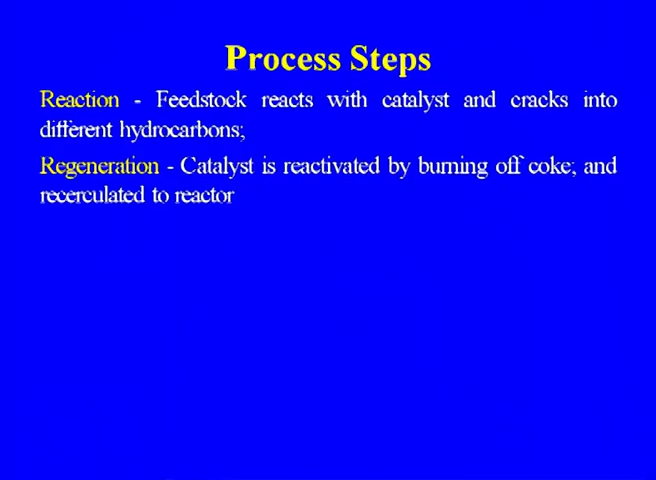 Process Steps
Reaction - Feedstock reacts with catalyst and cracks into
different hydrocarbons;
Regeneration - Catalyst is reactivated by burning off coke; and
recerculated to reactor